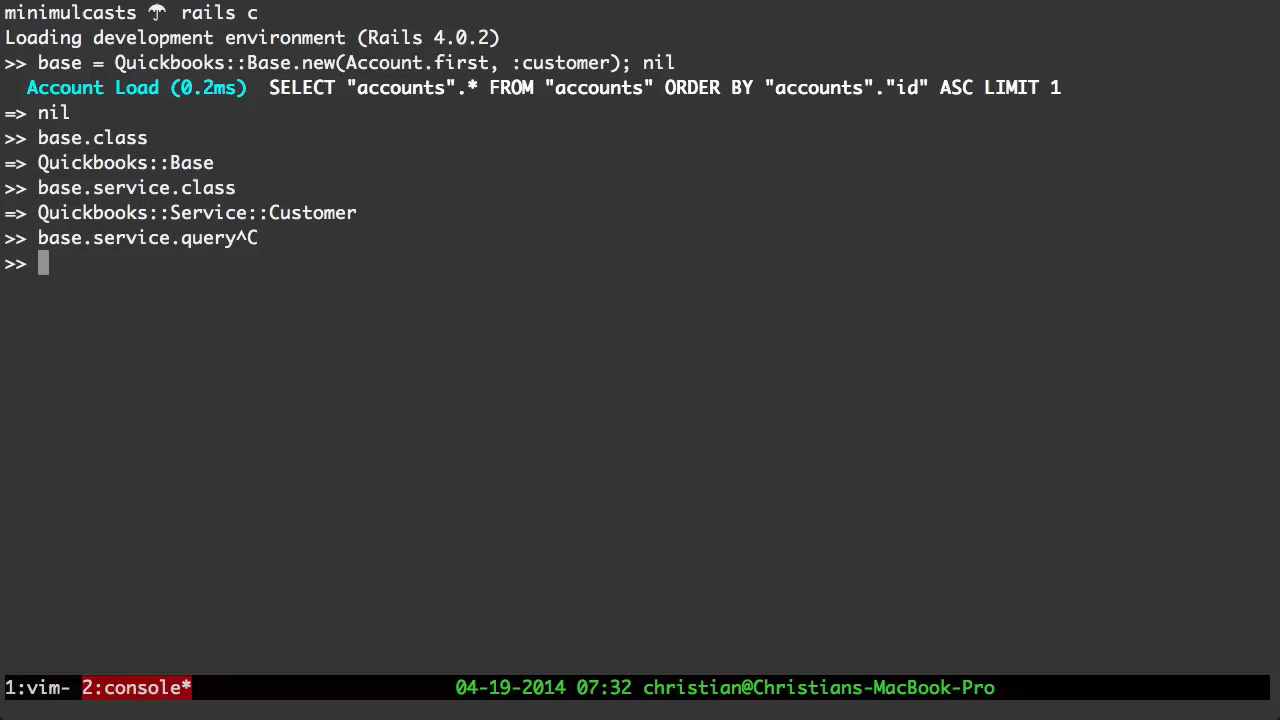 minimulcasts ☂ rails c
Loading development environment (Rails 4.0.2)
>> base = Quickbooks::Base.new(Account.first, :customer); nil
  Account Load (0.2ms)  SELECT "accounts".* FROM "accounts" ORDER BY "accounts"."id" ASC LIMIT 1
=> nil
>> base.class
=> Quickbooks::Base
>> base.service.class
=> Quickbooks::Service::Customer
>> base.service.query^C
>>
1:vim- 2:console* 04-19-2014 07:32 christian@Christians-MacBook-Pro